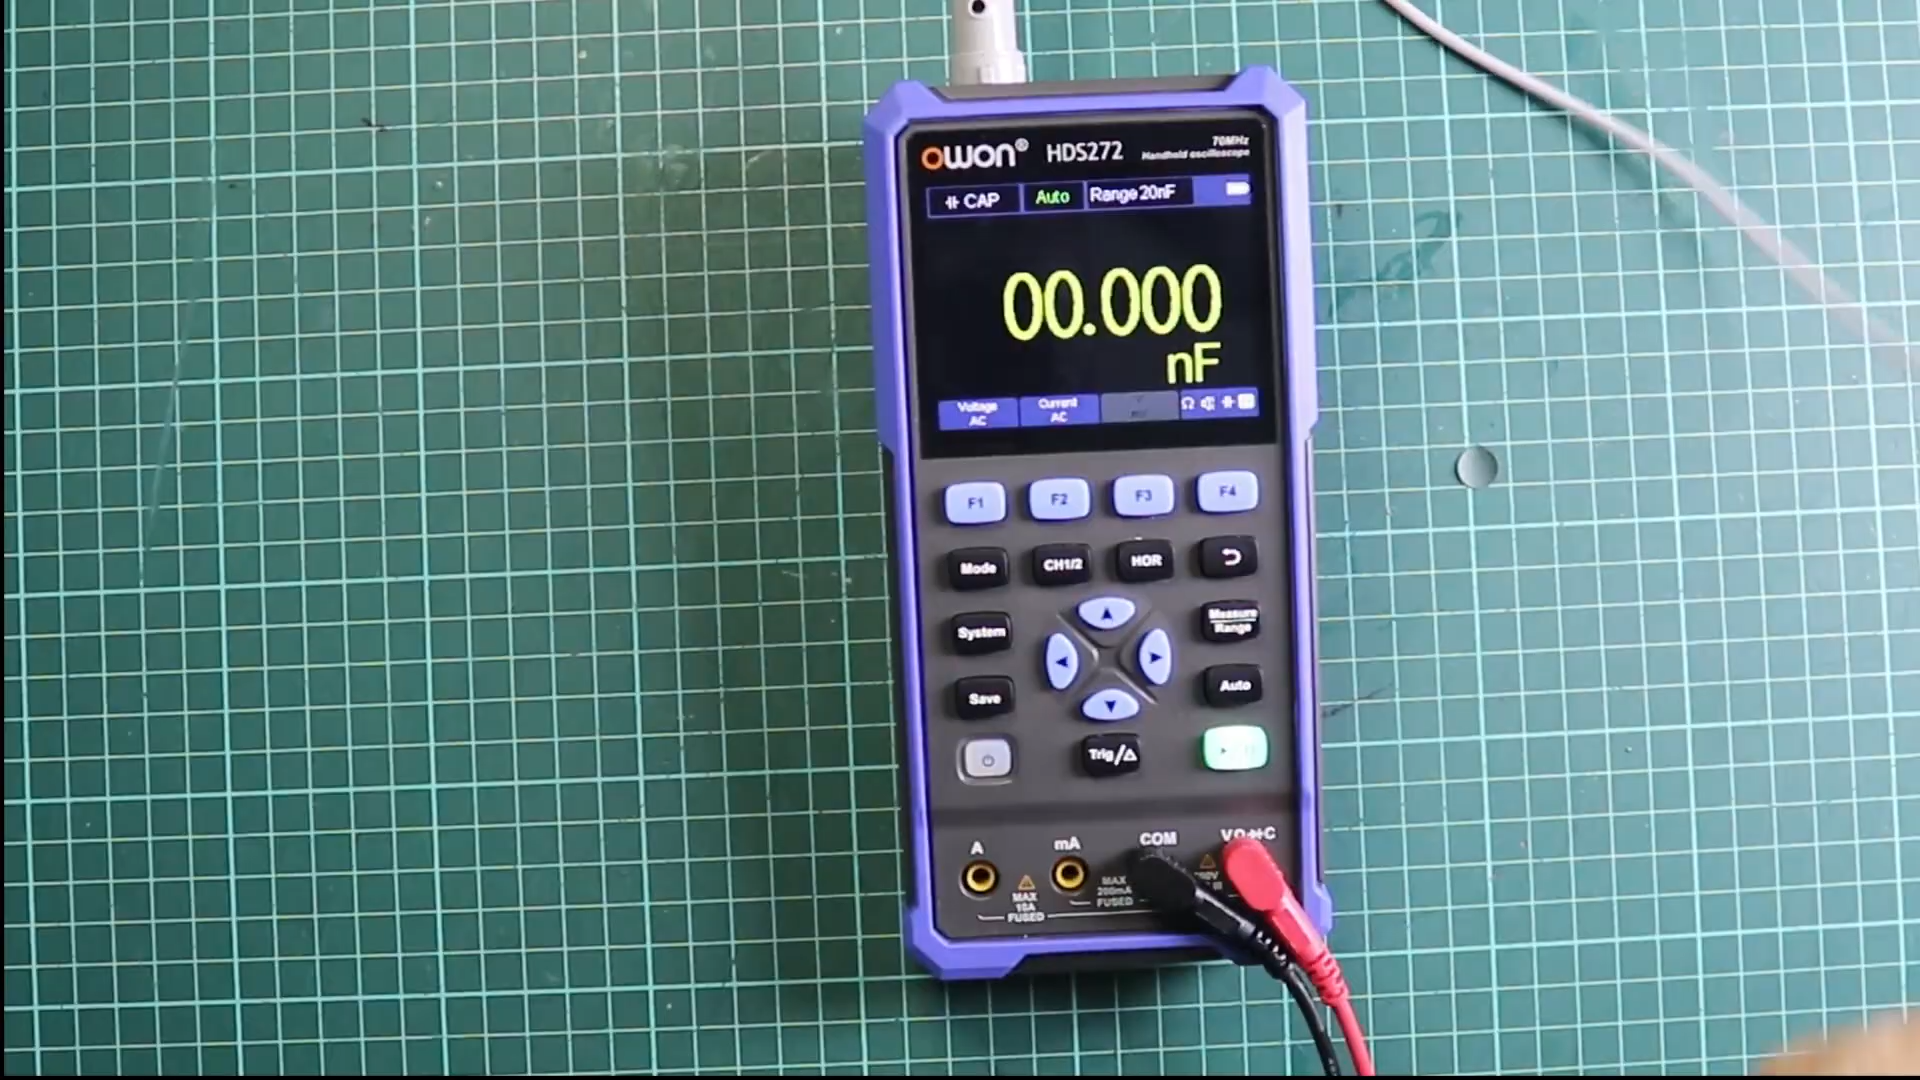 owon® HDS272
70MHz
Handheld oscilloscope
CAP Auto Range 20nF
00.000
nF
Voltage
AC
Current
AC
Ω
F1 F2 F3 F4
Mode CH1/2 HOR
System
Measure
Range
Save
Auto
Trig/△
A mA COM
MAX
10A
FUSED
MAX
200mA
FUSED